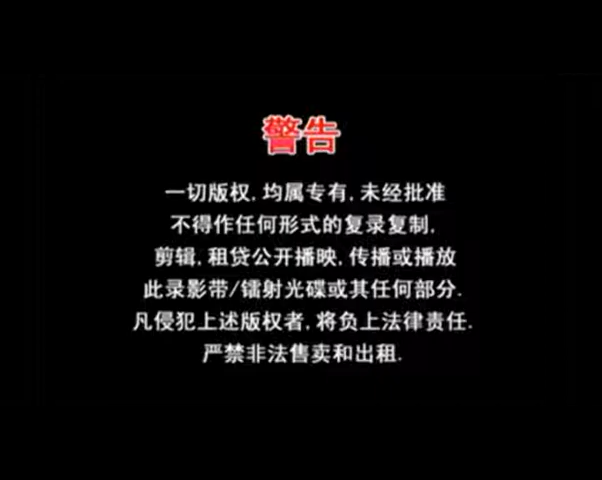 警告
一切版权,均属专有,未经批准
不得作任何形式的复录复制,
剪辑,租贷公开播映,传播或播放
此录影带/镭射光碟或其任何部分.
凡侵犯上述版权者,将负上法律责任.
严禁非法售卖和出租.